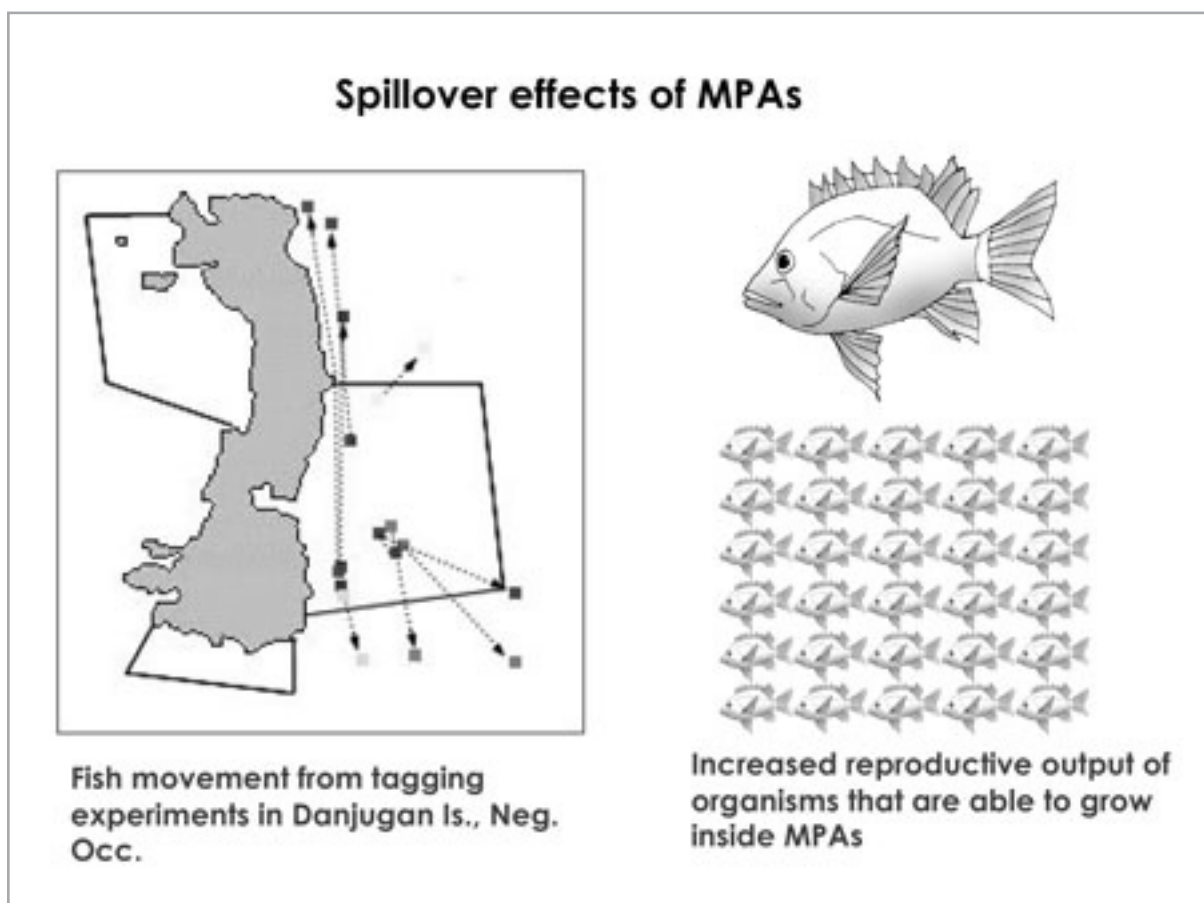 Spillover effects of MPAs
Fish movement from tagging
experiments in Danjugan Is., Neg.
Occ.
Increased reproductive output of
organisms that are able to grow
inside MPAs